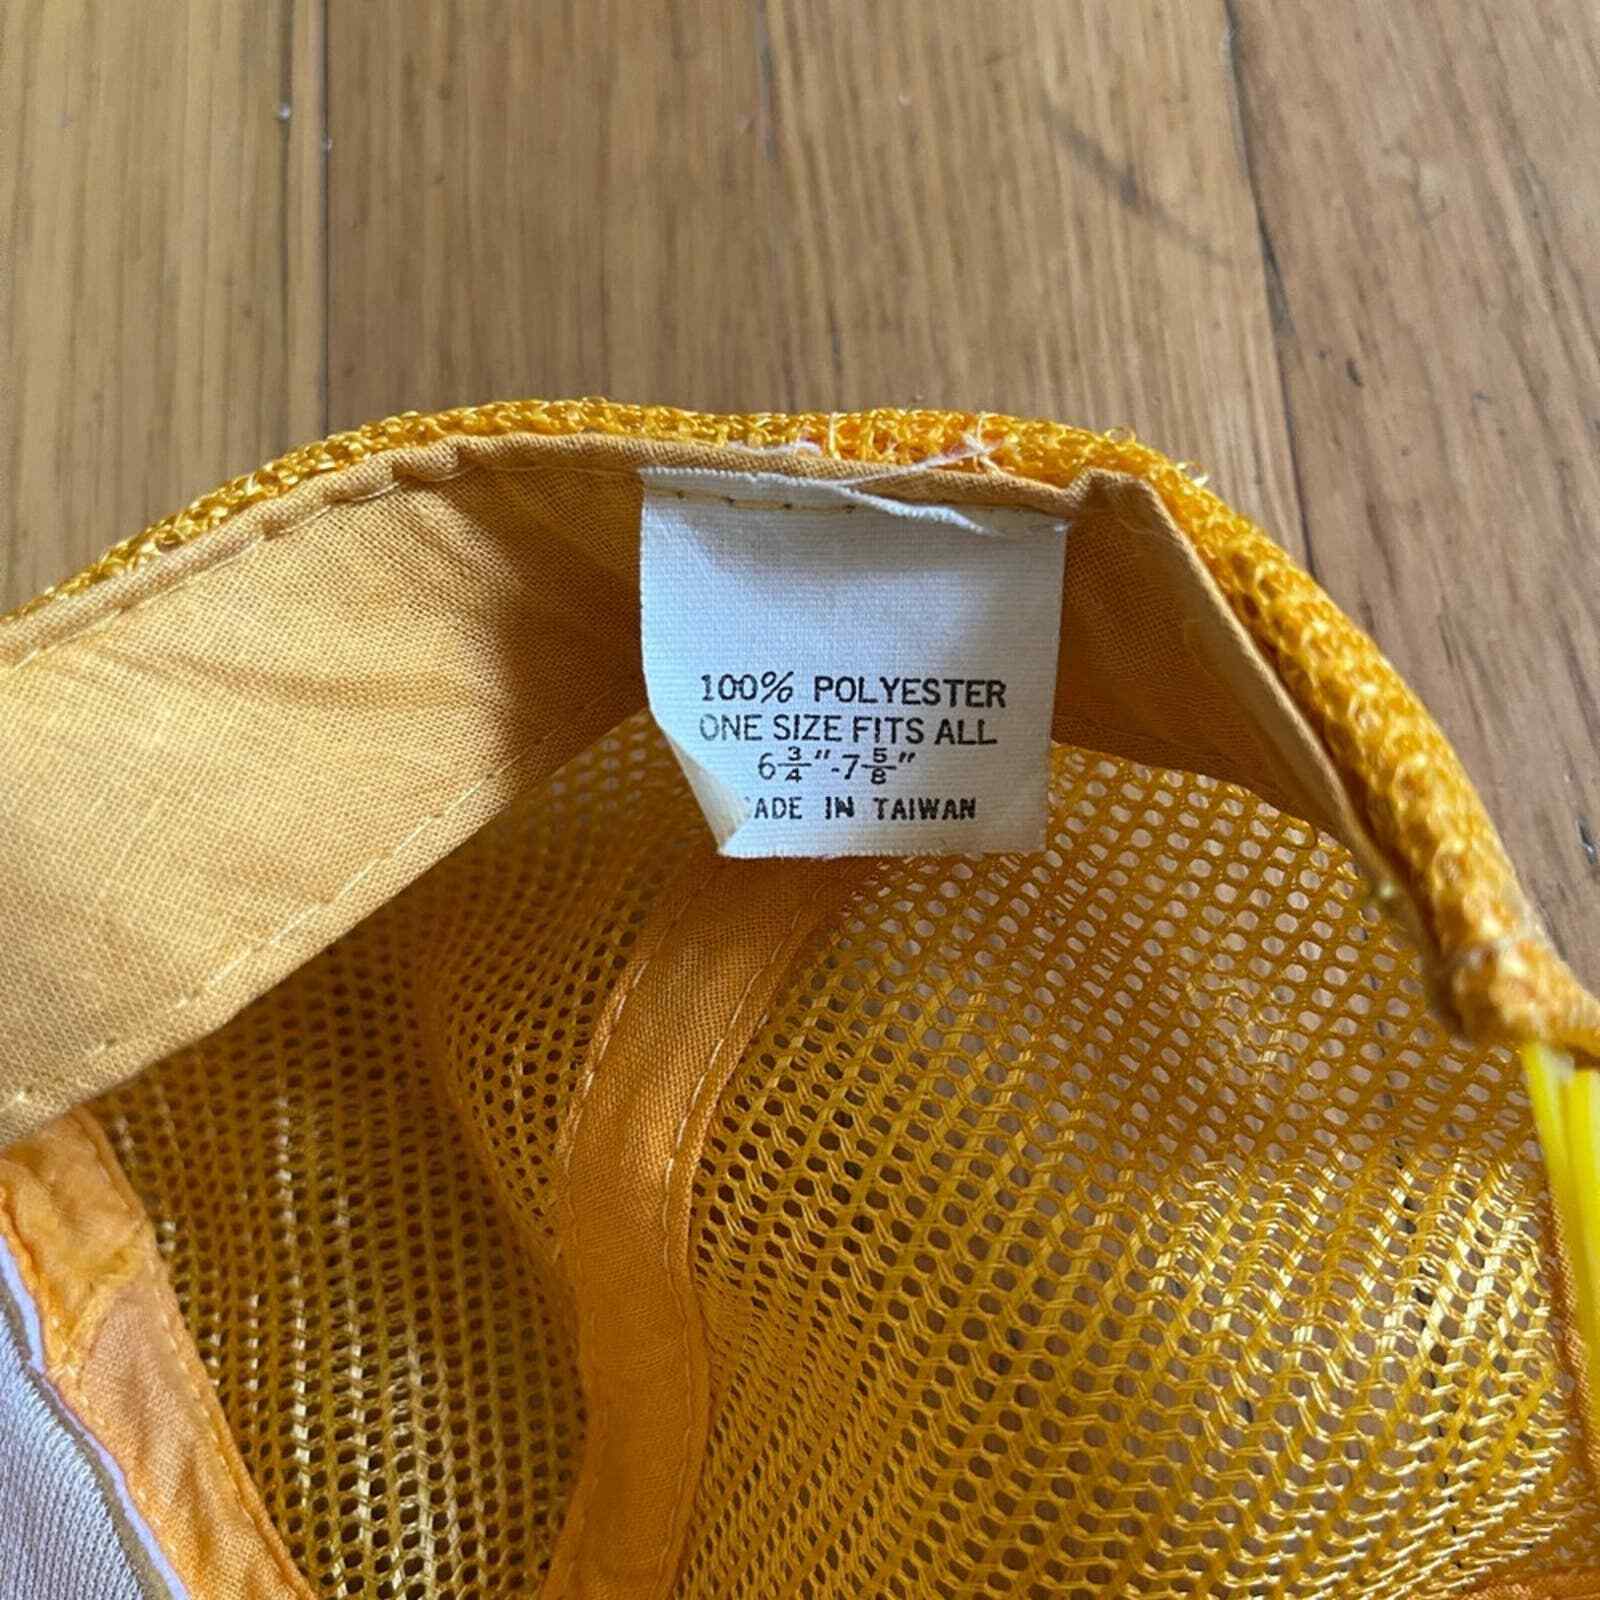 100% POLYESTER
ONE SIZE FITS ALL
6 3/4"-7 5/8"
ADE IN TAIWAN